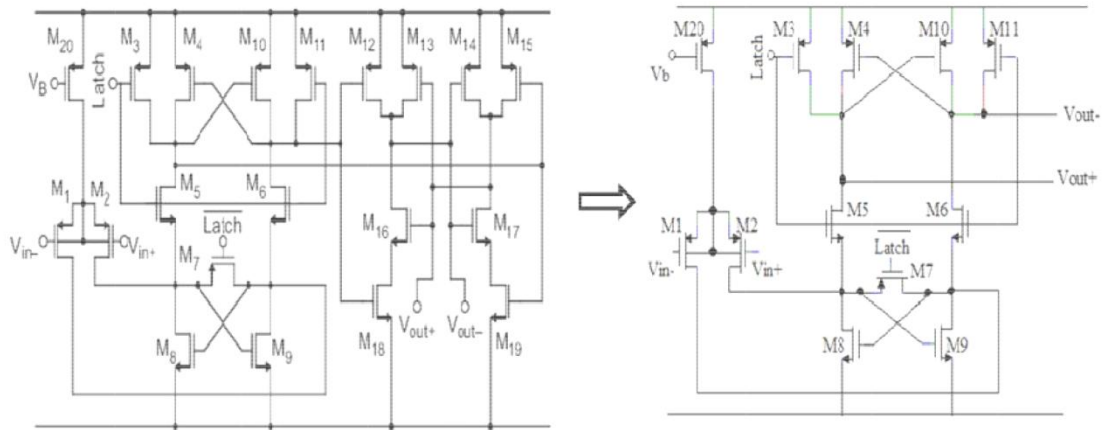 M20 M3 M4 M10 M11 M12 M13 M14 M15
VB Latch
M1 M2 M5 M6
Vin– Vin+
Latch
M7
M16 M17
Vout+ Vout–
M8 M9 M18 M19
M20 M3 M4 M10 M11
Vb Latch
Vout-
Vout+
M5 M6
M1 M2
Latch
Vin- Vin+
M7
M8 M9